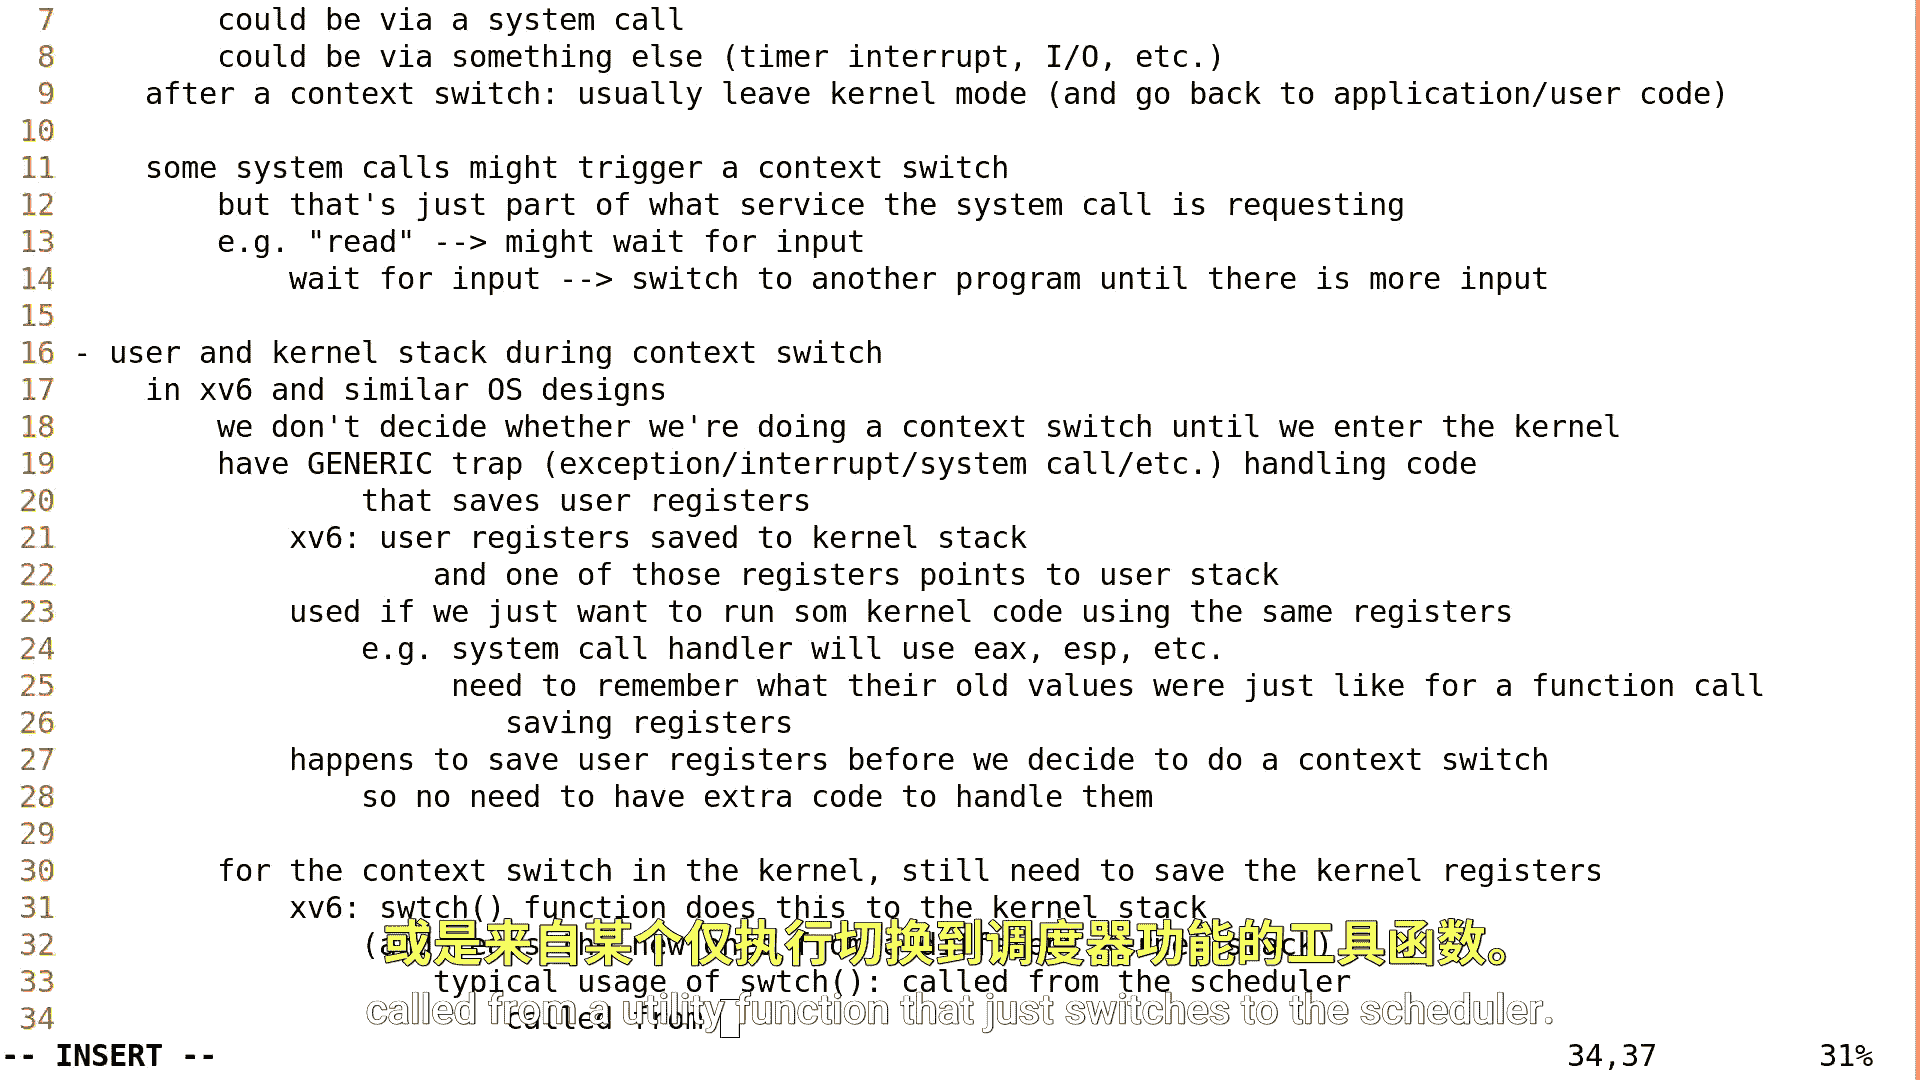 7 could be via a system call
8 could be via something else (timer interrupt, I/O, etc.)
9 after a context switch: usually leave kernel mode (and go back to application/user code)
10
11 some system calls might trigger a context switch
12 but that's just part of what service the system call is requesting
13 e.g. "read" --> might wait for input
14 wait for input --> switch to another program until there is more input
15
16 - user and kernel stack during context switch
17 in xv6 and similar OS designs
18 we don't decide whether we're doing a context switch until we enter the kernel
19 have GENERIC trap (exception/interrupt/system call/etc.) handling code
20 that saves user registers
21 xv6: user registers saved to kernel stack
22 and one of those registers points to user stack
23 used if we just want to run som kernel code using the same registers
24 e.g. system call handler will use eax, esp, etc.
25 need to remember what their old values were just like for a function call
26 saving registers
27 happens to save user registers before we decide to do a context switch
28 so no need to have extra code to handle them
29
30 for the context switch in the kernel, still need to save the kernel registers
31 xv6: swtch() function does this to the kernel stack
32
或是来自某个仅执行切换到调度器功能的工具函数。
33 typical usage of swtch(): called from the scheduler
34 called from
called from a utility function that just switches to the scheduler.
-- INSERT -- 34,37 31%